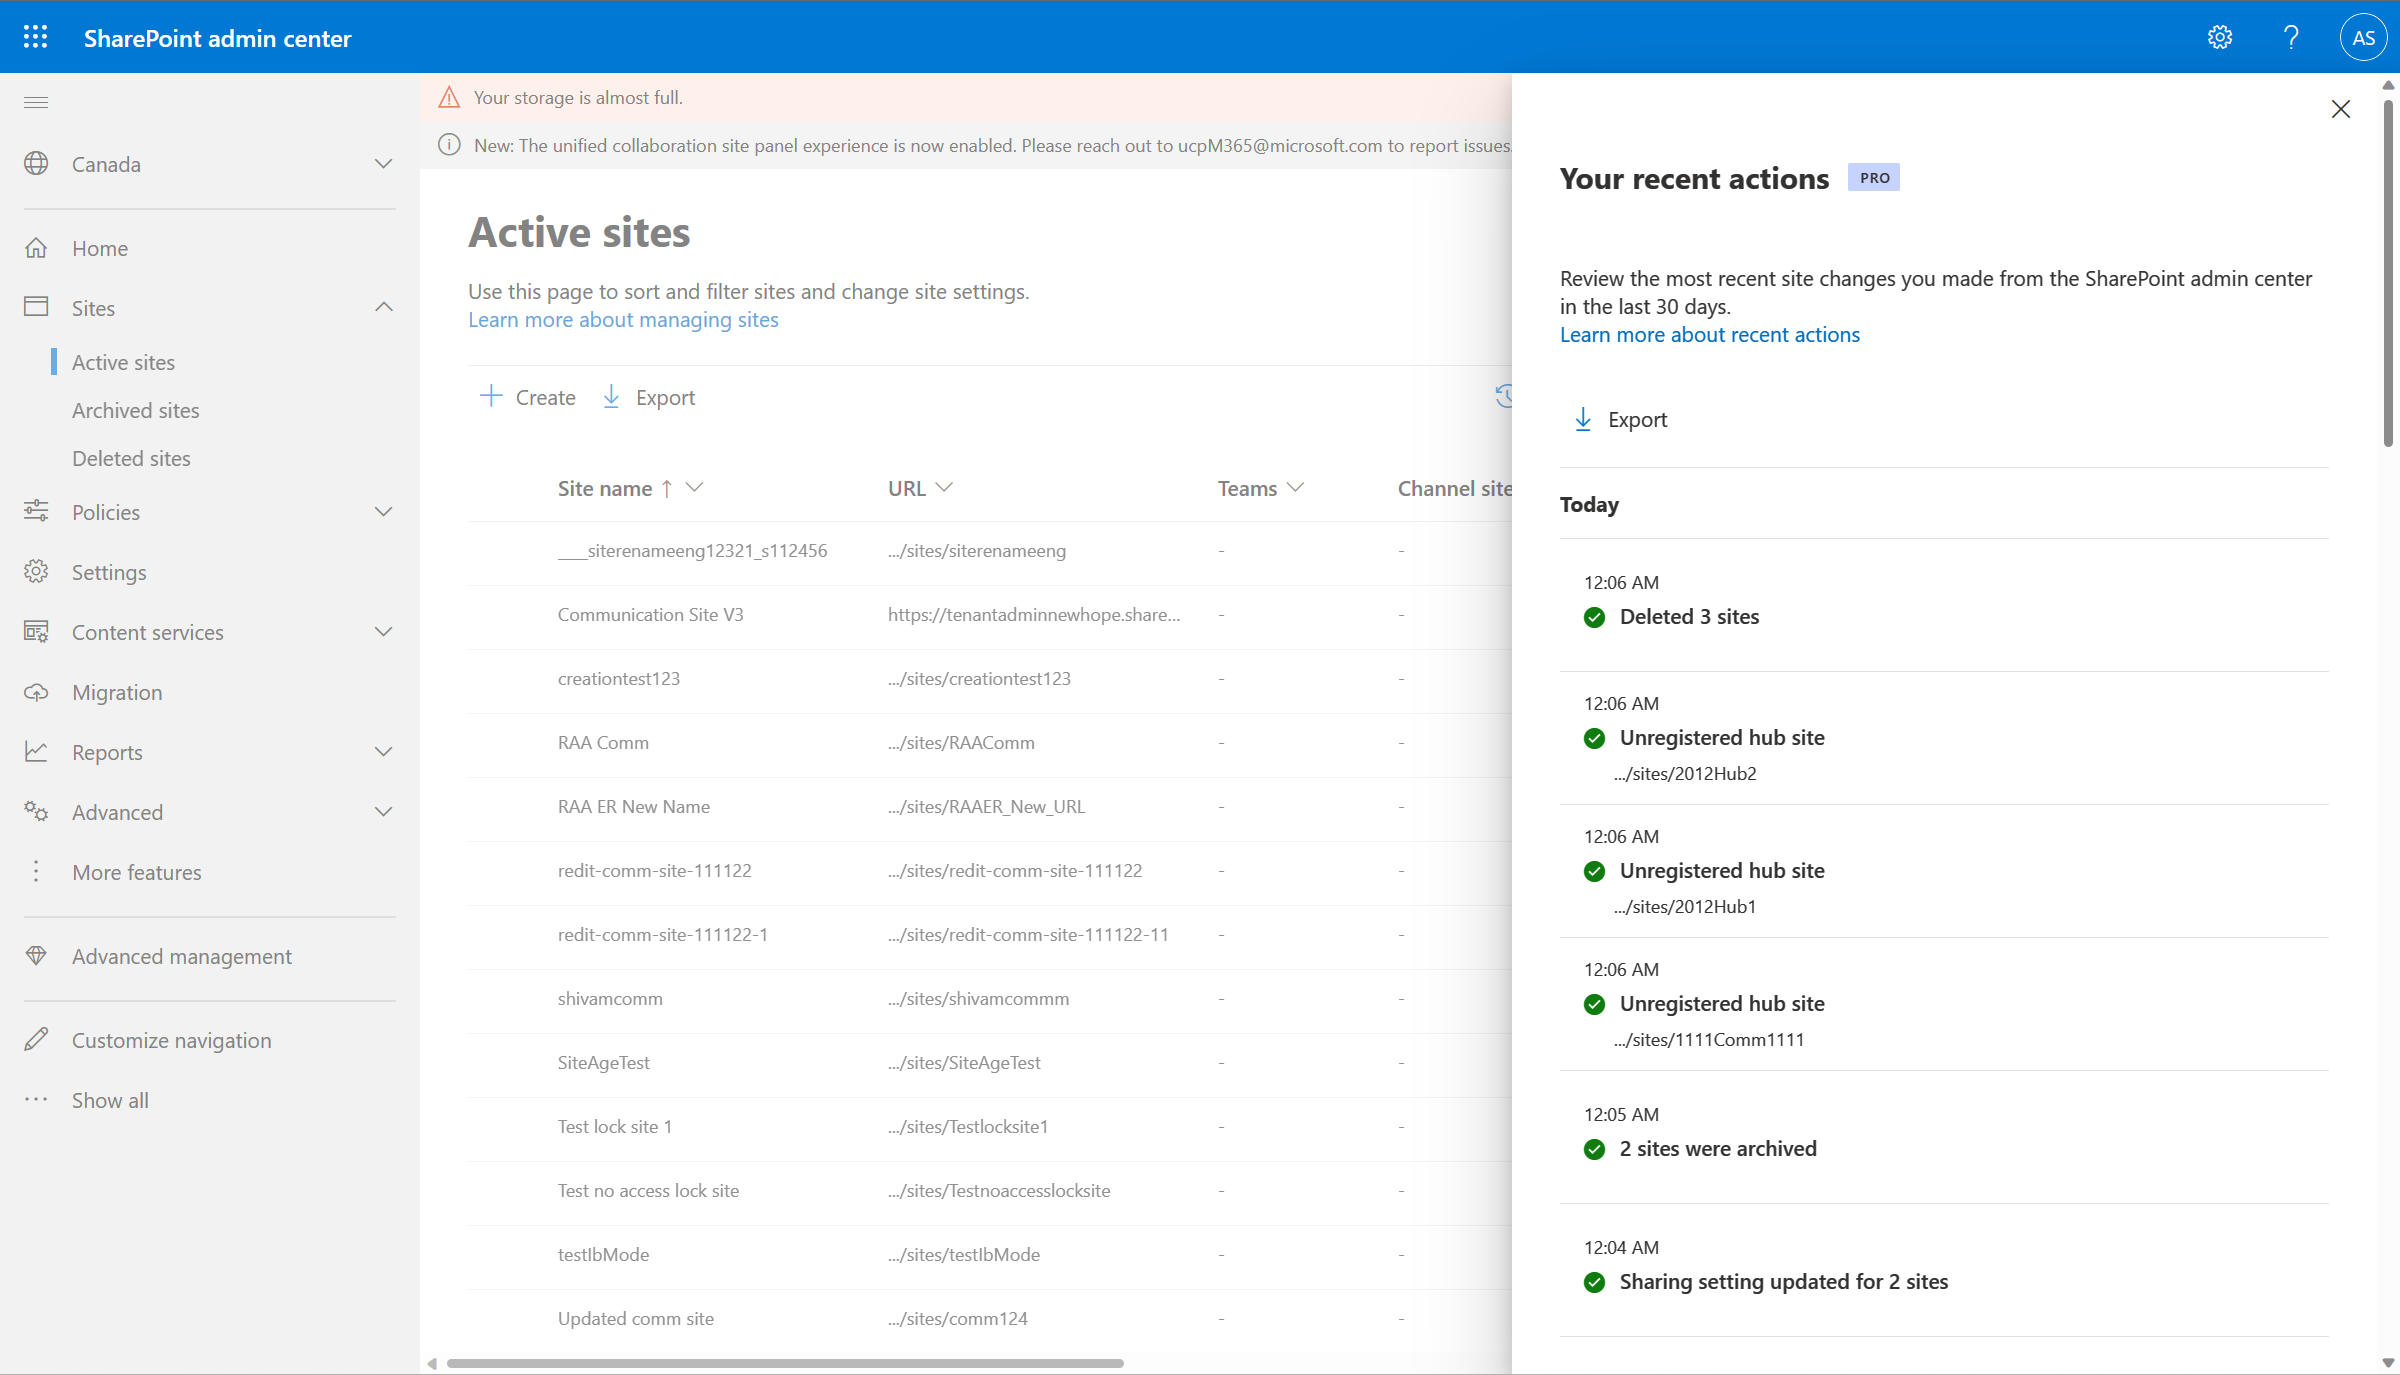 SharePoint admin center
AS
Canada
Home
Sites
Active sites
Archived sites
Deleted sites
Policies
Settings
Content services
Migration
Reports
Advanced
More features
Advanced management
Customize navigation
Show all
Your storage is almost full.
New: The unified collaboration site panel experience is now enabled. Please reach out to ucpM365@microsoft.com to report issues.
Active sites
Use this page to sort and filter sites and change site settings.
Learn more about managing sites
Create Export
Site name ↑ URL Teams Channel site
____siterenameeng12321_s112456 .../sites/siterenameeng - -
Communication Site V3 https://tenantadminnewhope.share... - -
creationtest123 .../sites/creationtest123 - -
RAA Comm .../sites/RAAComm - -
RAA ER New Name .../sites/RAAER_New_URL - -
redit-comm-site-111122 .../sites/redit-comm-site-111122 - -
redit-comm-site-111122-1 .../sites/redit-comm-site-111122-11 - -
shivamcomm .../sites/shivamcommm - -
SiteAgeTest .../sites/SiteAgeTest - -
Test lock site 1 .../sites/Testlocksite1 - -
Test no access lock site .../sites/Testnoaccesslocksite - -
testIbMode .../sites/testIbMode - -
Updated comm site .../sites/comm124 - -
Your recent actions PRO
Review the most recent site changes you made from the SharePoint admin center
in the last 30 days.
Learn more about recent actions
Export
Today
12:06 AM
Deleted 3 sites
12:06 AM
Unregistered hub site
.../sites/2012Hub2
12:06 AM
Unregistered hub site
.../sites/2012Hub1
12:06 AM
Unregistered hub site
.../sites/1111Comm1111
12:05 AM
2 sites were archived
12:04 AM
Sharing setting updated for 2 sites